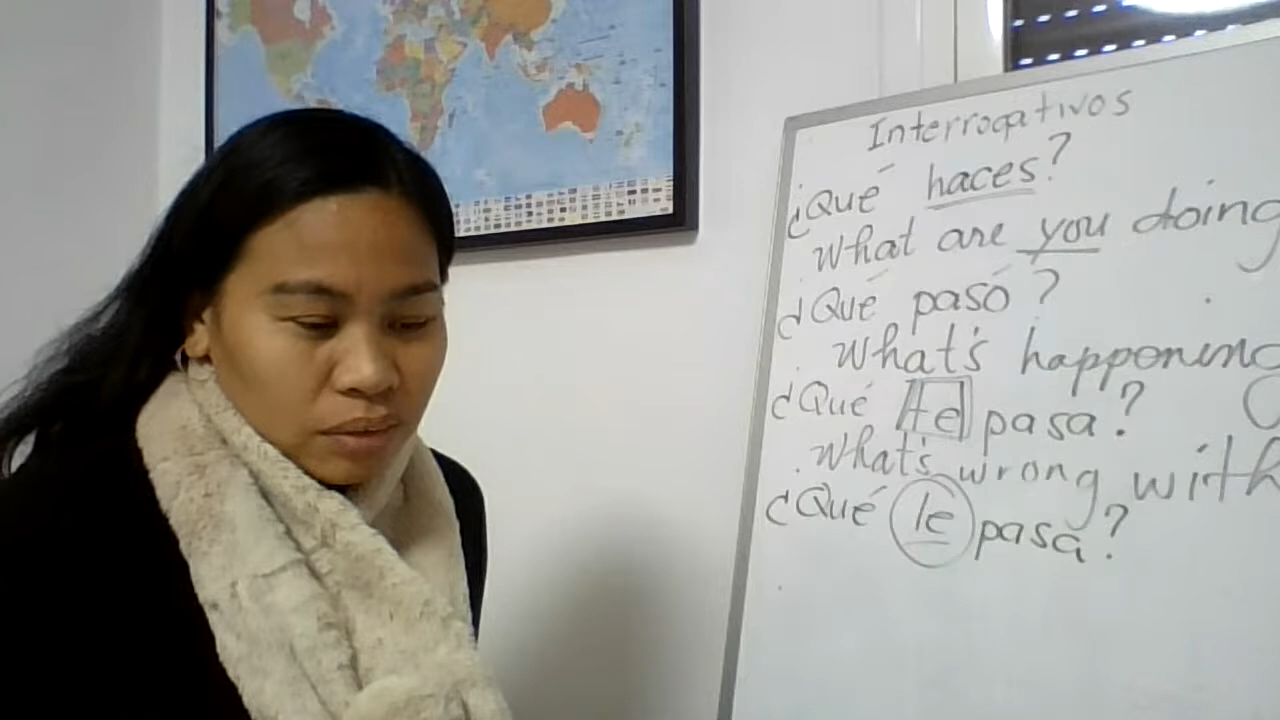 Interrogativos
¿Qué haces?
What are you doing
¿Qué pasó?
What's happening
¿Qué te pasa?
What's wrong with
¿Qué le pasa?